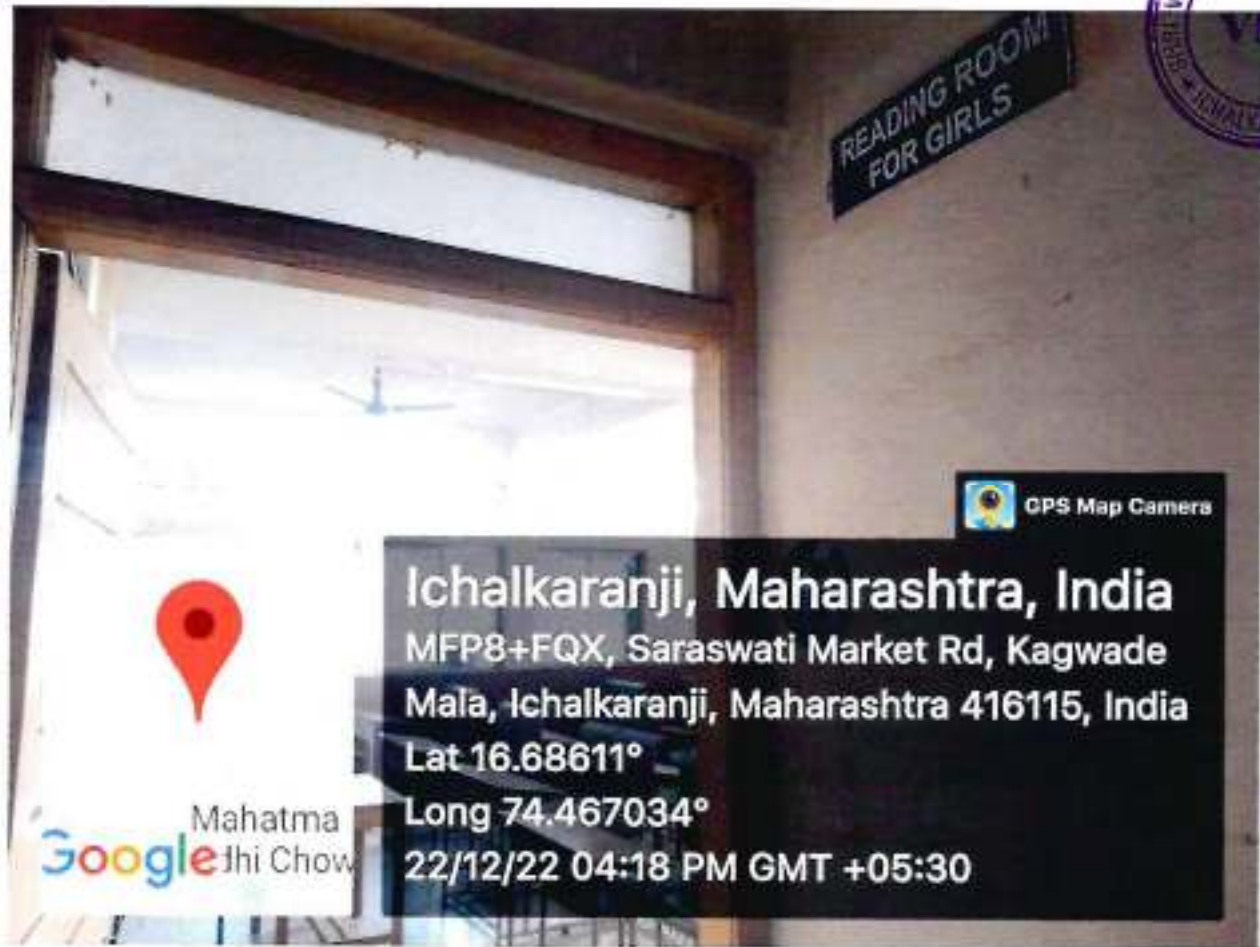 READING ROOM
FOR GIRLS
GPS Map Camera
Ichalkaranji, Maharashtra, India
MFP8+FQX, Saraswati Market Rd, Kagwade
Mala, Ichalkaranji, Maharashtra 416115, India
Lat 16.68611°
Long 74.467034°
22/12/22 04:18 PM GMT +05:30
Mahatma
Google dhi Chow